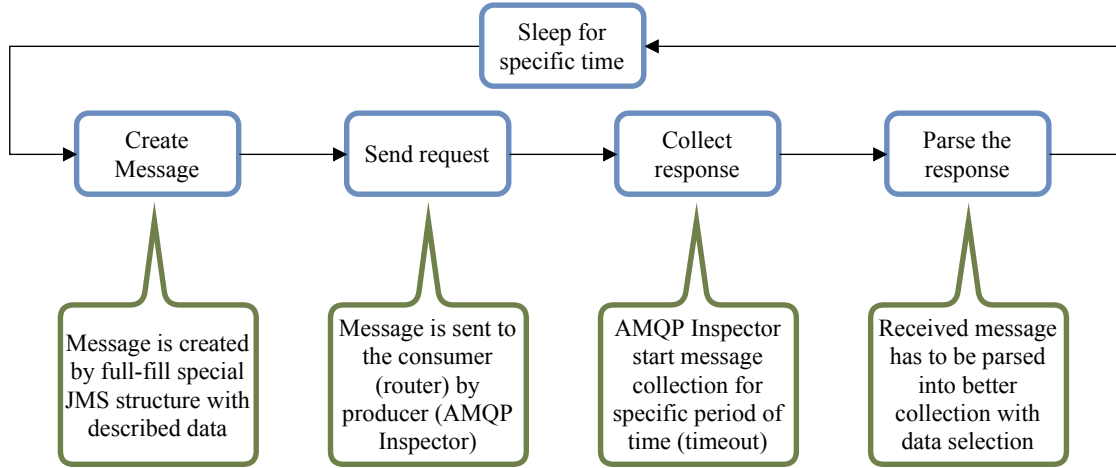 Sleep for
specific time
Create
Message
Send request
Collect
response
Parse the
response
Message is created
by full-fill special
JMS structure with
described data
Message is sent to
the consumer
(router) by
producer (AMQP
Inspector)
AMQP Inspector
start message
collection for
specific period of
time (timeout)
Received message
has to be parsed
into better
collection with
data selection